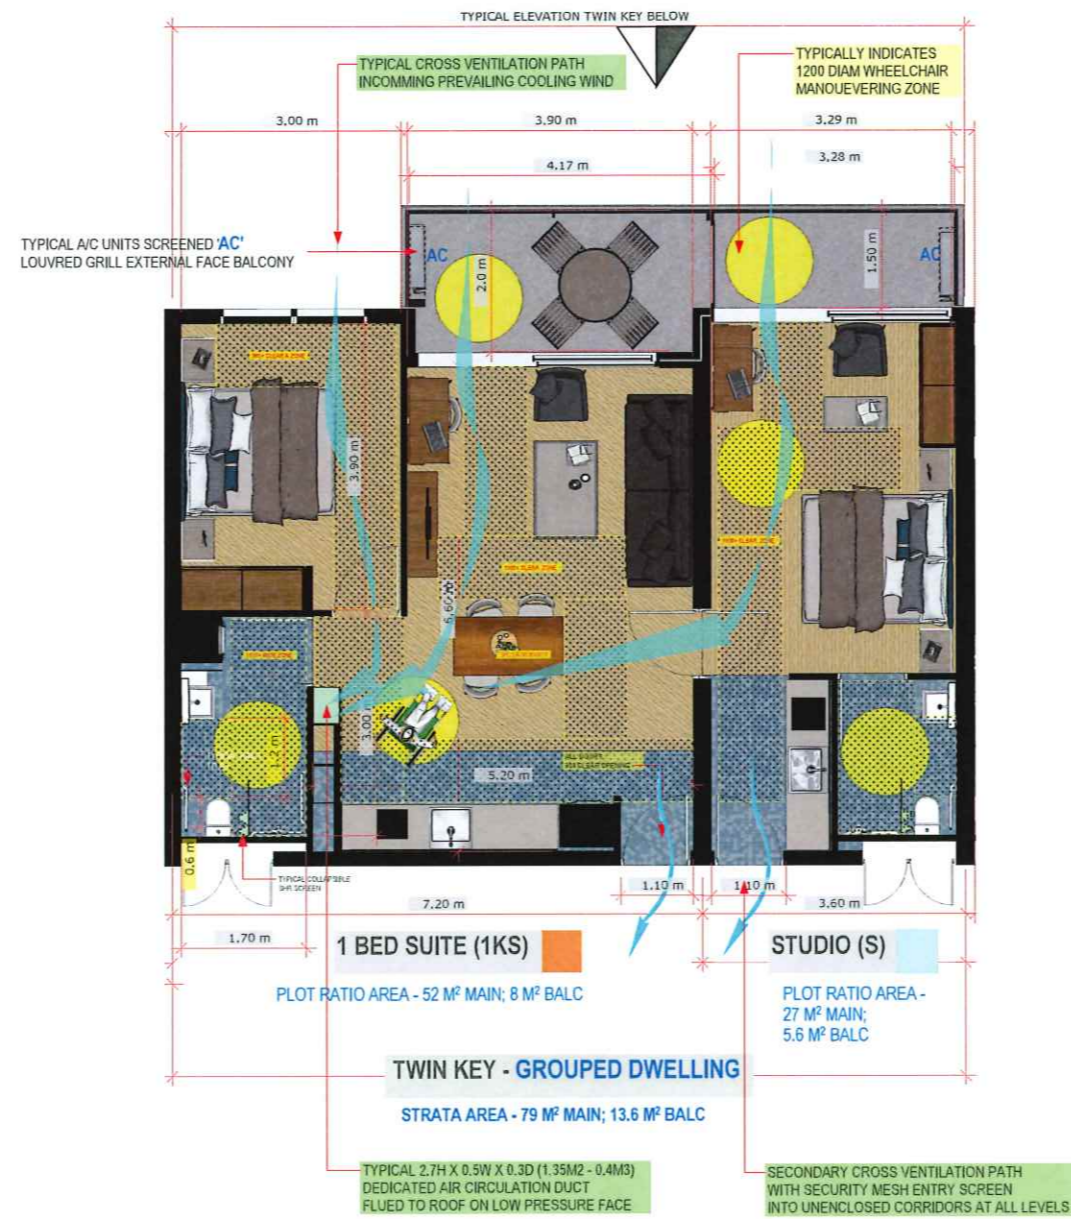 TYPICAL ELEVATION TWIN KEY BELOW
TYPICAL CROSS VENTILATION PATH
INCOMMING PREVAILING COOLING WIND
TYPICALLY INDICATES
1200 DIAM WHEELCHAIR
MANOUEVERING ZONE
3.00 m
3.90 m
3.29 m
4.17 m
3.28 m
TYPICAL A/C UNITS SCREENED 'AC'
LOUVRED GRILL EXTERNAL FACE BALCONY
AC
2.0 m
1.50 m
AC
3.90 m
3.00
5.20 m
1.2 m
ALL DOORS
CLEAR OPENING
0.6 m
TYPICAL COLLAPSIBLE
SHR SCREEN
1.10 m
1.10 m
7.20 m
3.60 m
1.70 m
1 BED SUITE (1KS)
PLOT RATIO AREA - 52 M² MAIN; 8 M² BALC
STUDIO (S)
PLOT RATIO AREA -
27 M² MAIN;
5.6 M² BALC
TWIN KEY - GROUPED DWELLING
STRATA AREA - 79 M² MAIN; 13.6 M² BALC
TYPICAL 2.7H X 0.5W X 0.3D (1.35M2 - 0.4M3)
DEDICATED AIR CIRCULATION DUCT
FLUED TO ROOF ON LOW PRESSURE FACE
SECONDARY CROSS VENTILATION PATH
WITH SECURITY MESH ENTRY SCREEN
INTO UNENCLOSED CORRIDORS AT ALL LEVELS